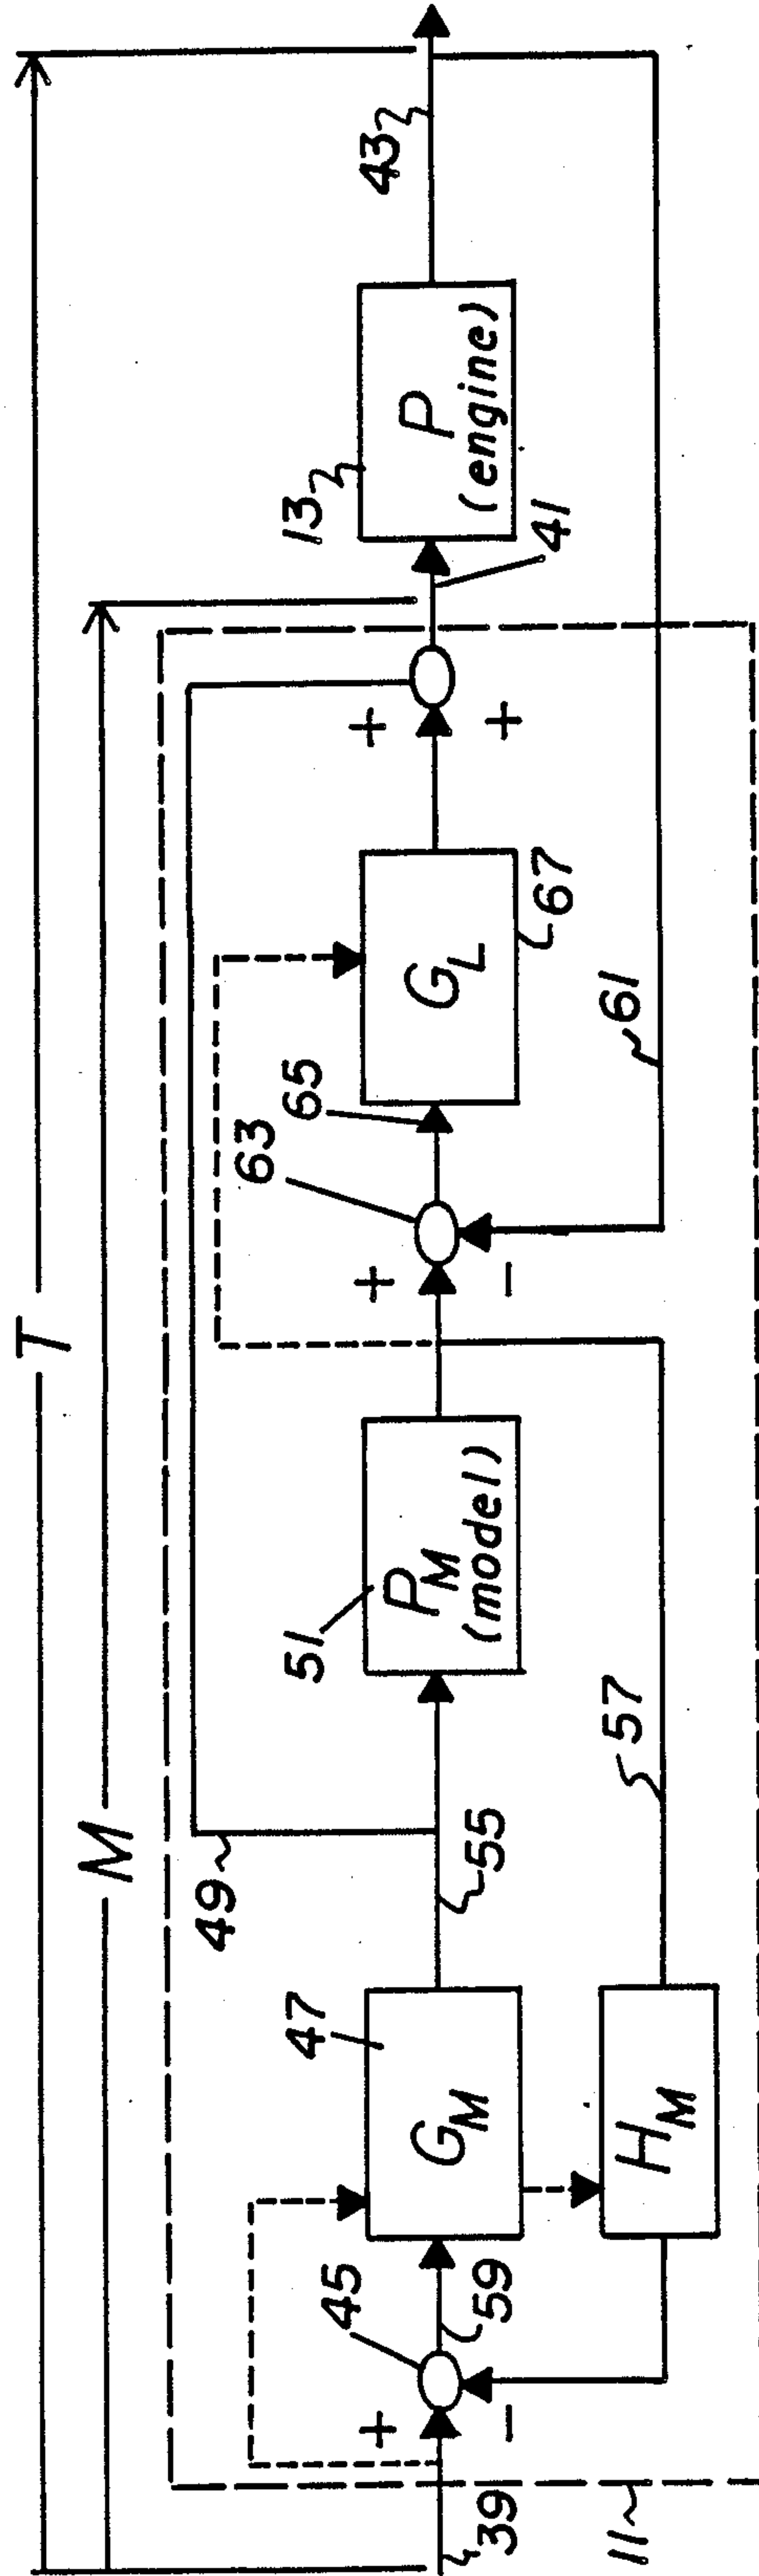 T
M
49
47
45
+
-
39
59
G_M
H_M
55
57
51
P_M
(model)
63
65
+
-
G_L
67
61
+
+
41
13
P
(engine)
43
11